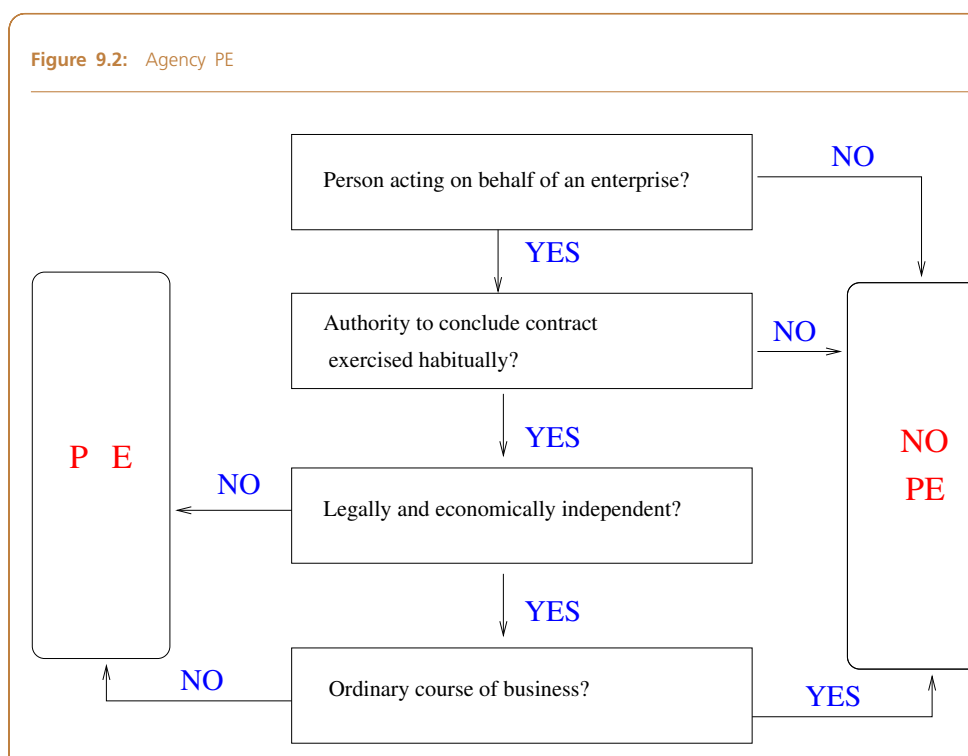 Figure 9.2: Agency PE
NO
Person acting on behalf of an enterprise?
YES
Authority to conclude contract
exercised habitually?
NO
YES
P E
NO
PE
NO
Legally and economically independent?
YES
NO
Ordinary course of business?
YES